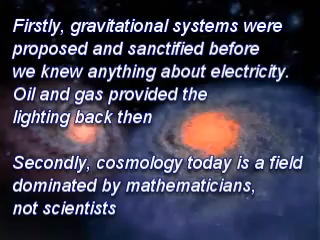 Firstly, gravitational systems were
proposed and sanctified before
we knew anything about electricity.
Oil and gas provided the
lighting back then
Secondly, cosmology today is a field
dominated by mathematicians,
not scientists